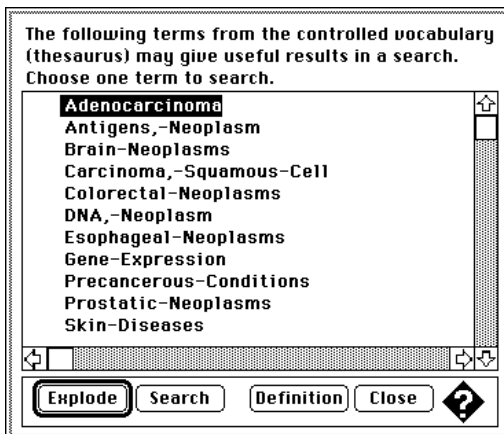 The following terms from the controlled vocabulary
(thesaurus) may give useful results in a search.
Choose one term to search.
Adenocarcinoma
Antigens,-Neoplasm
Brain-Neoplasms
Carcinoma,-Squamous-Cell
Colorectal-Neoplasms
DNA,-Neoplasm
Esophageal-Neoplasms
Gene-Expression
Precancerous-Conditions
Prostatic-Neoplasms
Skin-Diseases
Explode Search Definition Close ?